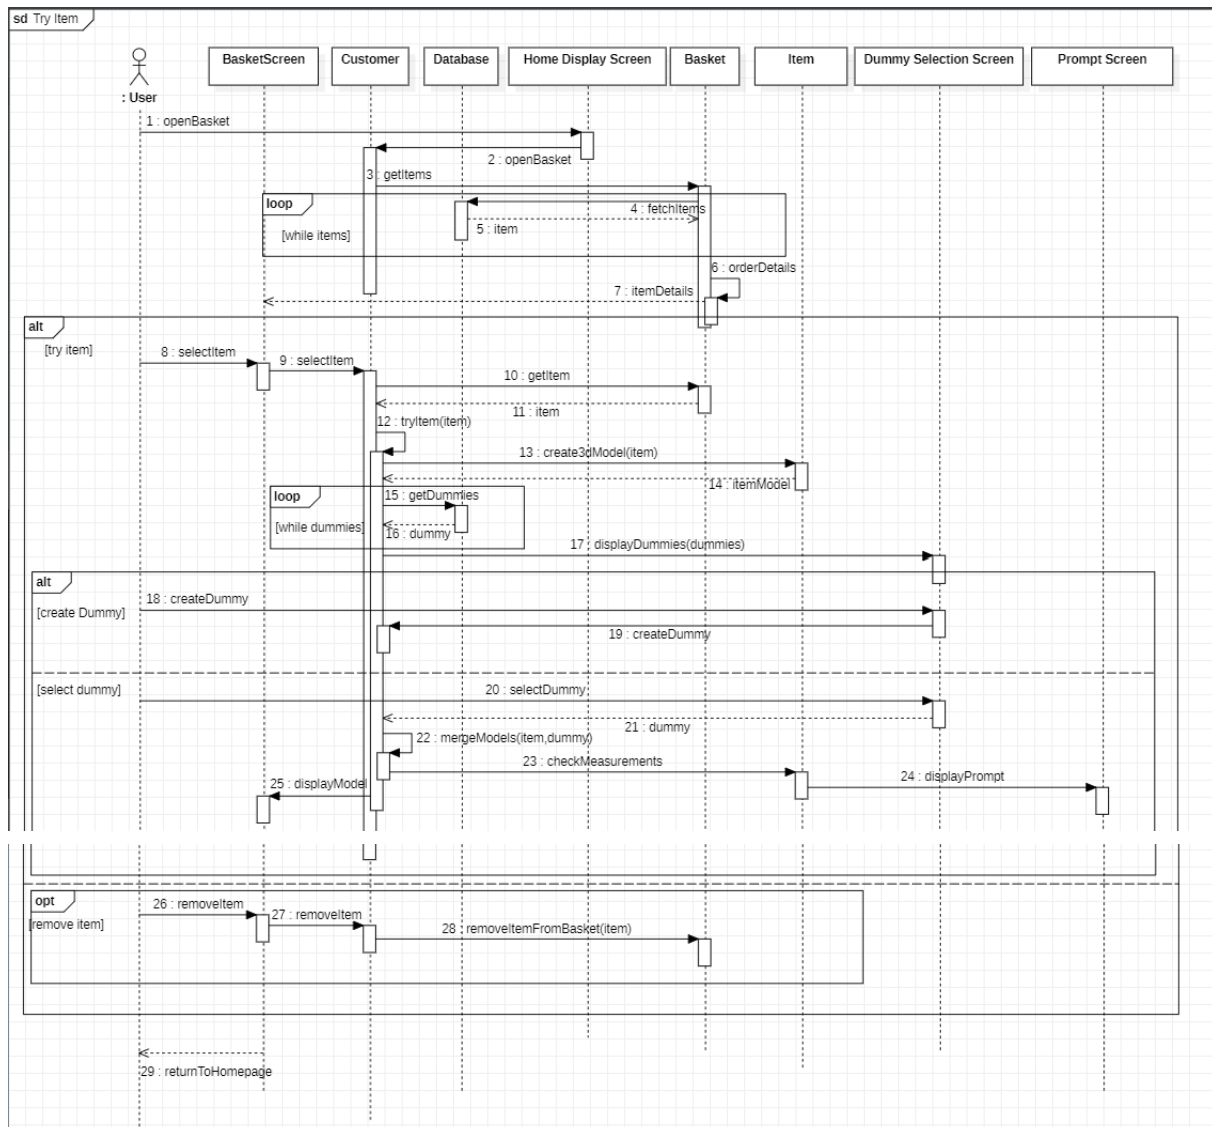 sd Try Item
: User
BasketScreen
Customer
Database
Home Display Screen
Basket
Item
Dummy Selection Screen
Prompt Screen
1 : openBasket
2 : openBasket
3 : getItems
loop
[while items]
4 : fetchItems
5 : item
6 : orderDetails
7 : itemDetails
alt
[try item]
8 : selectItem
9 : selectItem
10 : getItem
11 : item
12 : tryItem(item)
13 : create3dModel(item)
14 : itemModel
loop
[while dummies]
15 : getDummies
16 : dummy
17 : displayDummies(dummies)
alt
[create Dummy]
18 : createDummy
19 : createDummy
[select dummy]
20 : selectDummy
21 : dummy
22 : mergeModels(item,dummy)
23 : checkMeasurements
24 : displayPrompt
25 : displayModel
opt
[remove item]
26 : removeItem
27 : removeItem
28 : removeItemFromBasket(item)
29 : returnToHomepage